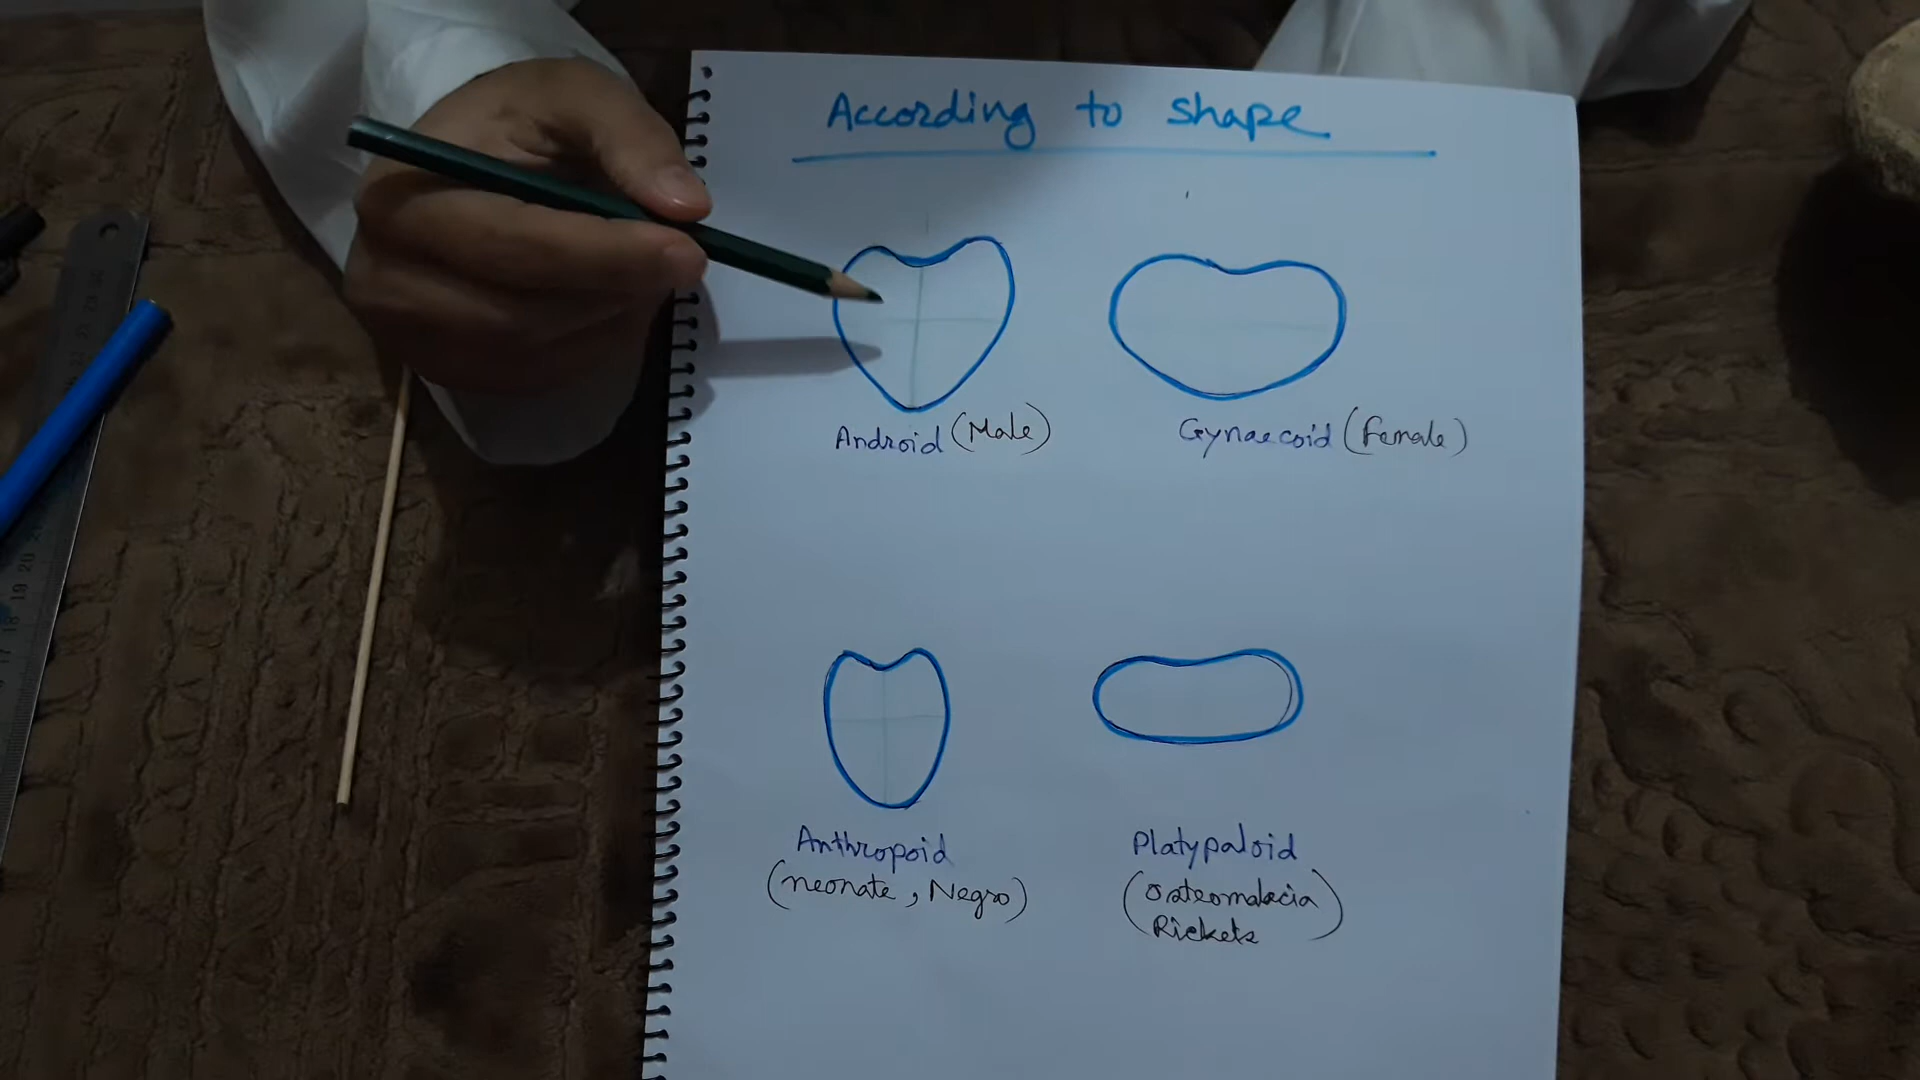 According to shape
Android (Male)
Gynaecoid (female)
Anthropoid
(neonate, Negro)
Platypaloid
(Osteomalacia
Rickets)